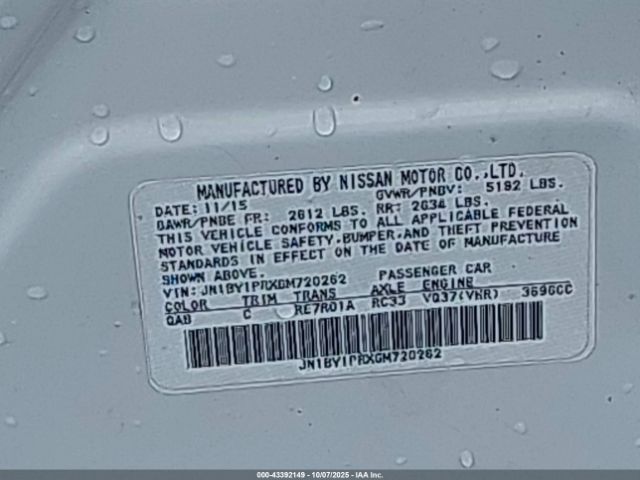 MANUFACTURED BY NISSAN MOTOR CO.,LTD.
DATE: 11/15 GVWR/PNBV: 5192 LBS.
GAWR/PNBE FR: 2612 LBS. RR: 2634 LBS.
THIS VEHICLE CONFORMS TO ALL APPLICABLE FEDERAL
MOTOR VEHICLE SAFETY, BUMPER, AND THEFT PREVENTION
STANDARDS IN EFFECT ON THE DATE OF MANUFACTURE
SHOWN ABOVE.
VIN: JN1BY1PRXGM720262 PASSENGER CAR
COLOR TRIM TRANS AXLE ENGINE
QAB C RE7R01A RC33 VQ37(VHR) 3696CC
JN1BY1PRXGM720262
000-43392149 - 10/07/2025 - IAA Inc.